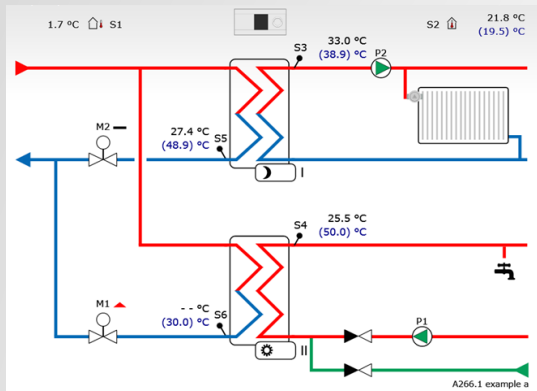 1.7 °C S1
S2 21.8 °C
(19.5) °C
S3 33.0 °C
(38.9) °C
P2
M2
27.4 °C
(48.9) °C S5
I
S4 25.5 °C
(50.0) °C
M1
- - °C
(30.0) °C S6
II
P1
A266.1 example a